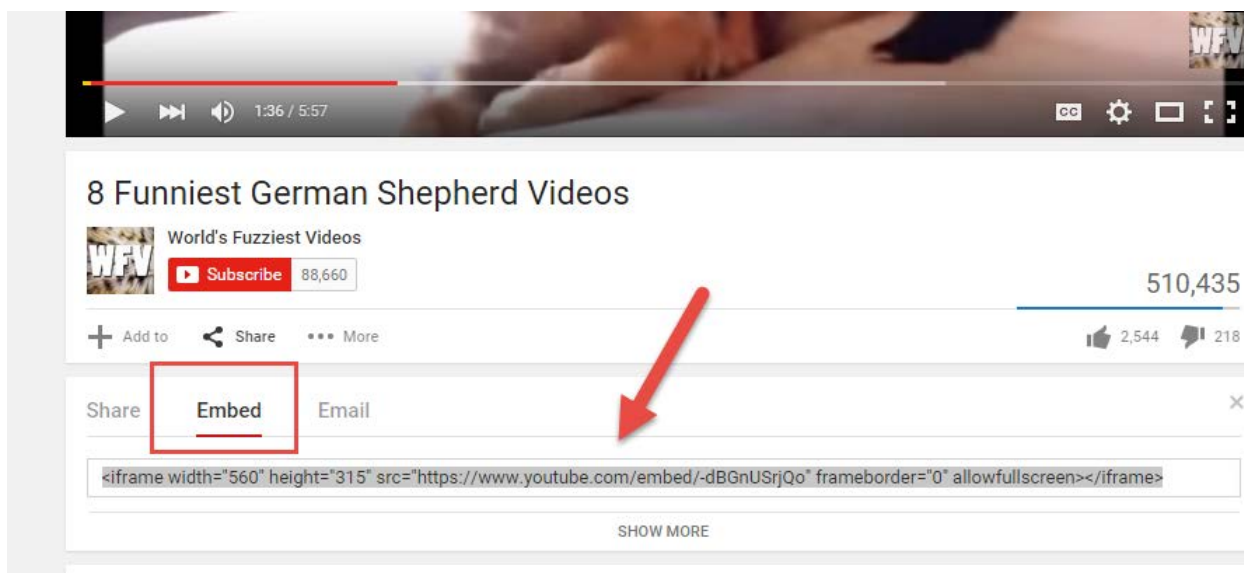 WFV
1:36 / 5:57
CC
8 Funniest German Shepherd Videos
WFV
World's Fuzziest Videos
Subscribe 88,660
510,435
Add to Share More
2,544 218
Share Embed Email
<iframe width="560" height="315" src="https://www.youtube.com/embed/-dBGnUSrjQo" frameborder="0" allowfullscreen></iframe>
SHOW MORE